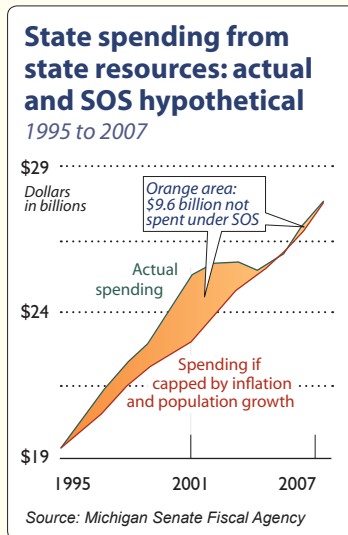 State spending from
state resources: actual
and SOS hypothetical
1995 to 2007
$29
Dollars
in billions
Orange area:
$9.6 billion not
spent under SOS
Actual
spending
$24
Spending if
capped by inflation
and population growth
$19
1995
2001
2007
Source: Michigan Senate Fiscal Agency